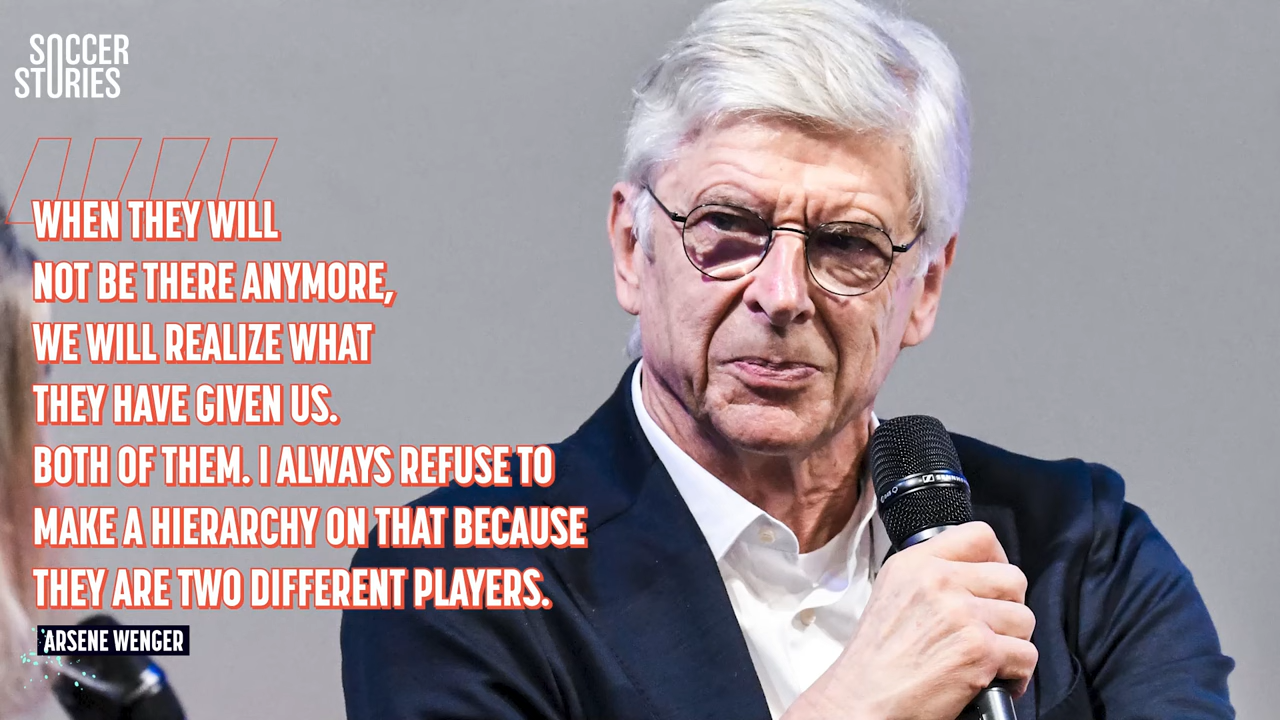 SOCCER
STORIES
WHEN THEY WILL
NOT BE THERE ANYMORE,
WE WILL REALIZE WHAT
THEY HAVE GIVEN US.
BOTH OF THEM. I ALWAYS REFUSE TO
MAKE A HIERARCHY ON THAT BECAUSE
THEY ARE TWO DIFFERENT PLAYERS.
ARSENE WENGER